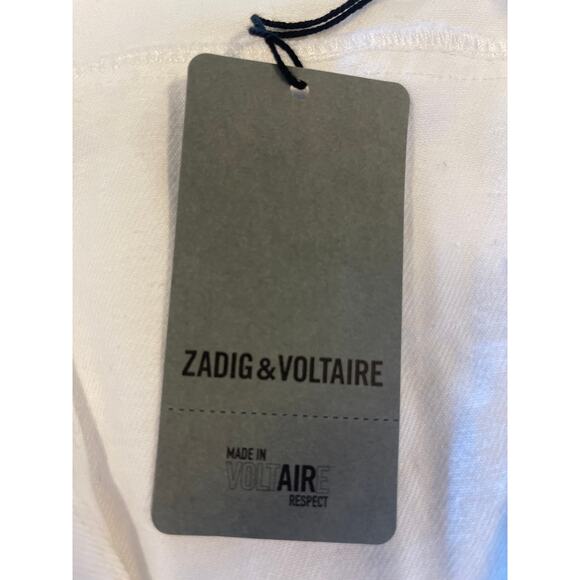 ZADIG & VOLTAIRE
MADE IN
VOLTAIRE
RESPECT